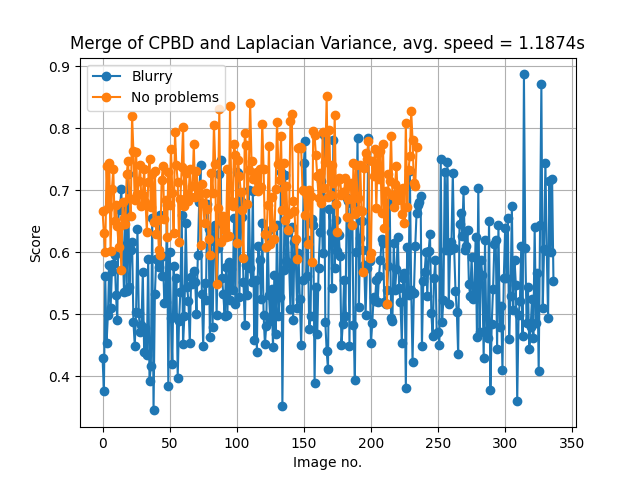 Merge of CPBD and Laplacian Variance, avg. speed = 1.1874s
Blurry
No problems
Score
0.9
0.8
0.7
0.6
0.5
0.4
0 50 100 150 200 250 300 350
Image no.